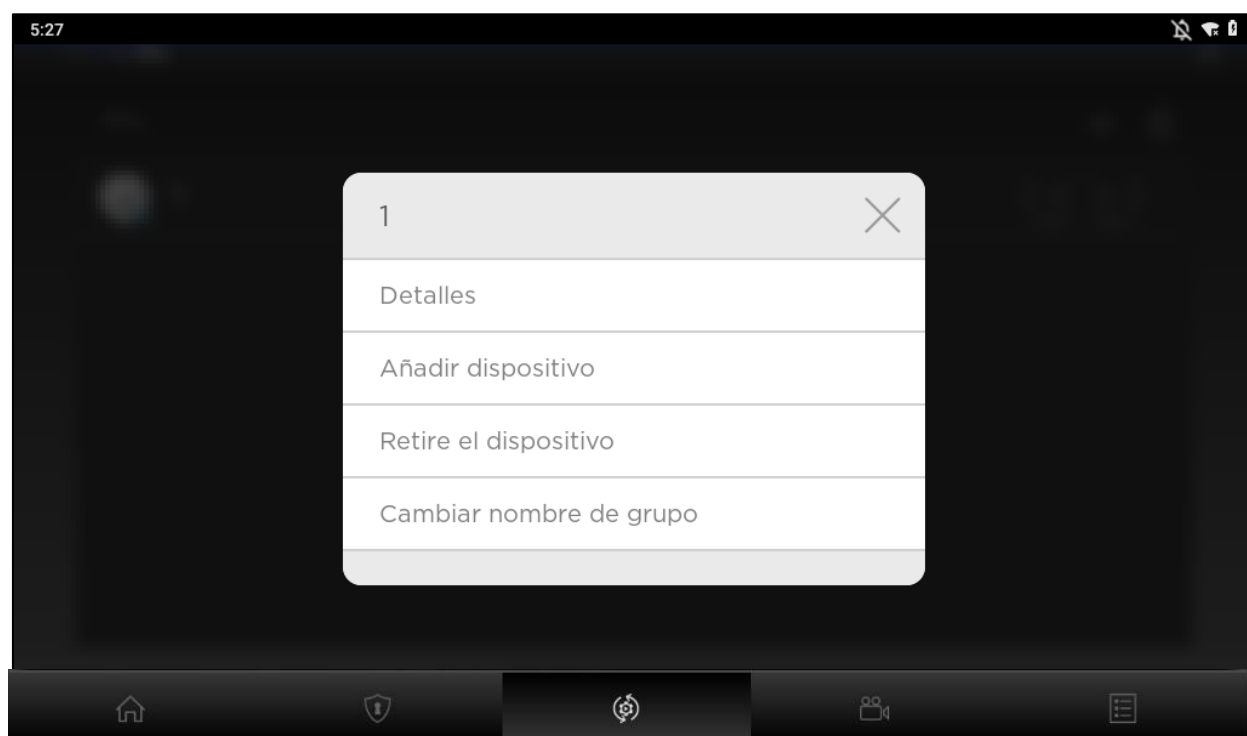 5:27
1
Detalles
Añadir dispositivo
Retire el dispositivo
Cambiar nombre de grupo